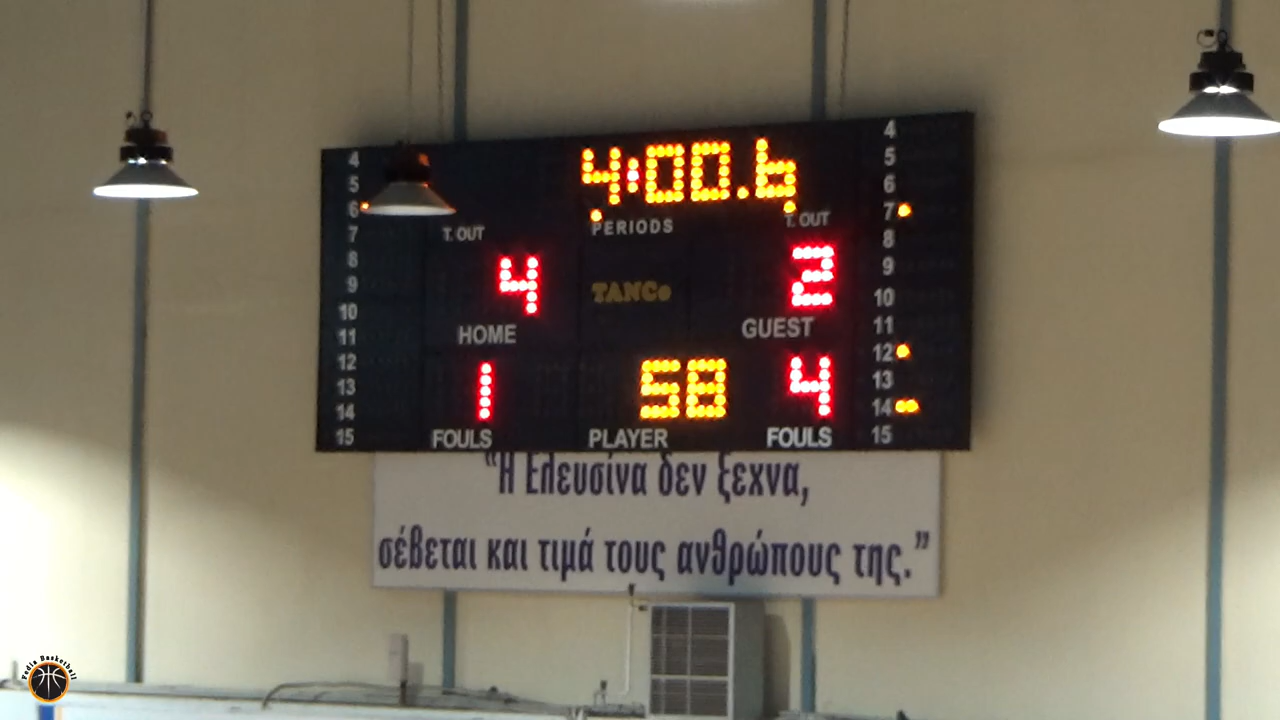 4:00.6
4
5
6
7
8
9
10
11
12
13
14
15
T. OUT
PERIODS
T. OUT
4
TANCo
2
HOME
GUEST
1
58
4
FOULS
PLAYER
FOULS
4
5
6
7
8
9
10
11
12
13
14
15
“Η Ελευσίνα δεν ξεχνα,
σέβεται και τιμά τους ανθρώπους της.”
Pedia Basketball